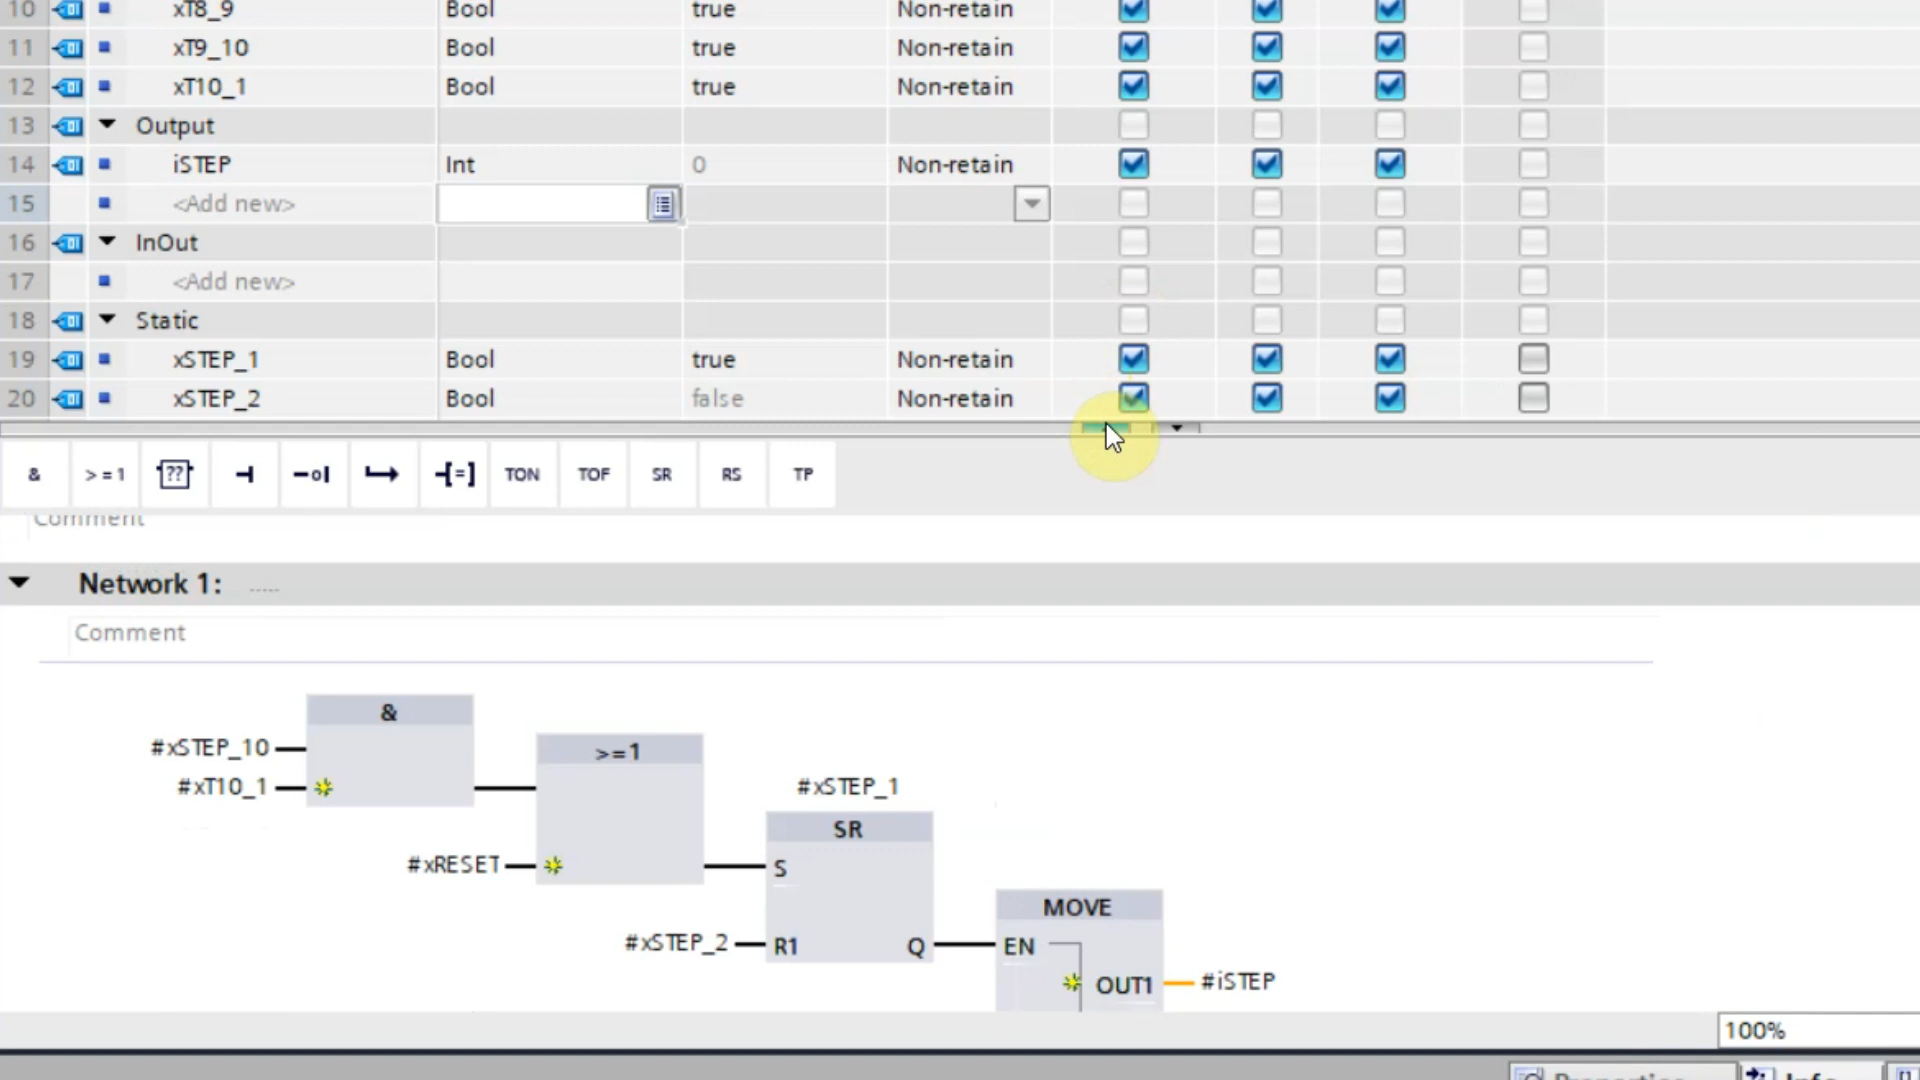 10 xT8_9 Bool true Non-retain
11 xT9_10 Bool true Non-retain
12 xT10_1 Bool true Non-retain
13 Output
14 iSTEP Int 0 Non-retain
15 <Add new>
16 InOut
17 <Add new>
18 Static
19 xSTEP_1 Bool true Non-retain
20 xSTEP_2 Bool false Non-retain
& >=1 ?? TON TOF SR RS TP
Comment
Network 1: .....
Comment
&
#xSTEP_10
>=1
#xT10_1
#xSTEP_1
SR
#xRESET
S
MOVE
#xSTEP_2
R1 Q
EN
OUT1
#iSTEP
100%
Properties Info